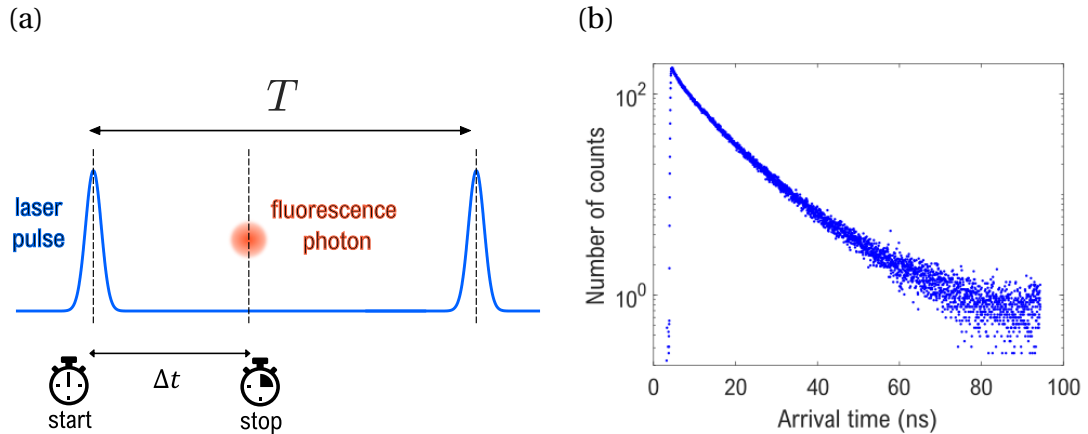 (a)
T
laser
pulse
fluorescence
photon
Δt
start
stop
(b)
Number of counts
10²
10⁰
0
20
40
60
80
100
Arrival time (ns)